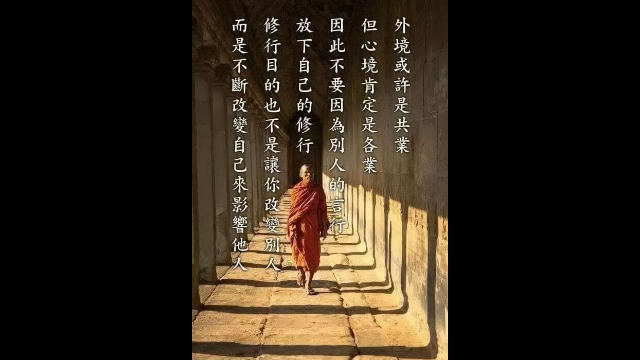 外境或許是共業
但心境肯定是各業
因此不要因為別人的言行
放下自己的修行
修行目的也不是讓你改變別人
而是不斷改變自己來影響他人